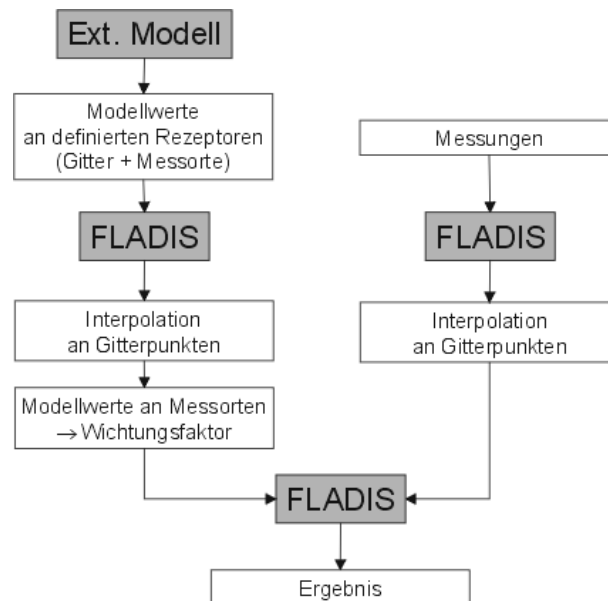 Ext. Modell
Modellwerte
an definierten Rezeptoren
(Gitter + Messorte)
FLADIS
Interpolation
an Gitterpunkten
Modellwerte an Messorten
→ Wichtungsfaktor
Messungen
FLADIS
Interpolation
an Gitterpunkten
FLADIS
Ergebnis